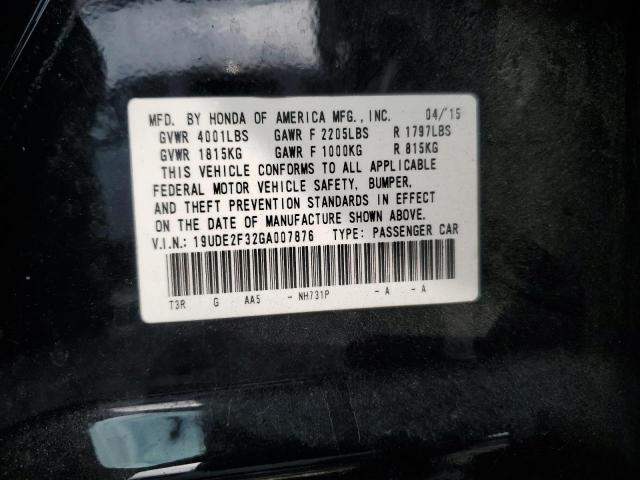 MFD. BY HONDA OF AMERICA MFG., INC. 04/15
GVWR 4001LBS GAWR F 2205LBS R 1797LBS
GVWR 1815KG GAWR F 1000KG R 815KG
THIS VEHICLE CONFORMS TO ALL APPLICABLE
FEDERAL MOTOR VEHICLE SAFETY, BUMPER,
AND THEFT PREVENTION STANDARDS IN EFFECT
ON THE DATE OF MANUFACTURE SHOWN ABOVE.
V.I.N.: 19UDE2F32GA007876 TYPE: PASSENGER CAR
T3R G AA5 - NH731P - A - A